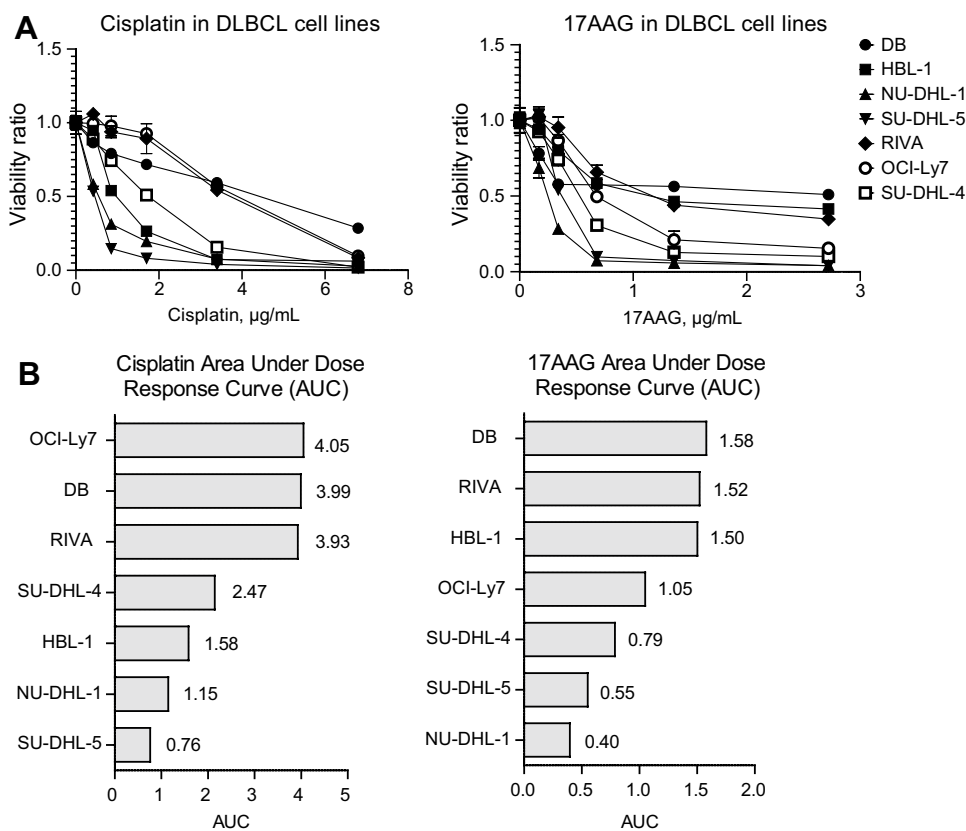 A
Cisplatin in DLBCL cell lines
1.5
1.0
0.5
0.0
Viability ratio
0 2 4 6 8
Cisplatin, µg/mL
17AAG in DLBCL cell lines
1.5
1.0
0.5
0.0
Viability ratio
0 1 2 3
17AAG, µg/mL
DB
HBL-1
NU-DHL-1
SU-DHL-5
RIVA
OCI-Ly7
SU-DHL-4
B
Cisplatin Area Under Dose
Response Curve (AUC)
OCI-Ly7 4.05
DB 3.99
RIVA 3.93
SU-DHL-4 2.47
HBL-1 1.58
NU-DHL-1 1.15
SU-DHL-5 0.76
0 1 2 3 4 5
AUC
17AAG Area Under Dose
Response Curve (AUC)
DB 1.58
RIVA 1.52
HBL-1 1.50
OCI-Ly7 1.05
SU-DHL-4 0.79
SU-DHL-5 0.55
NU-DHL-1 0.40
0.0 0.5 1.0 1.5 2.0
AUC